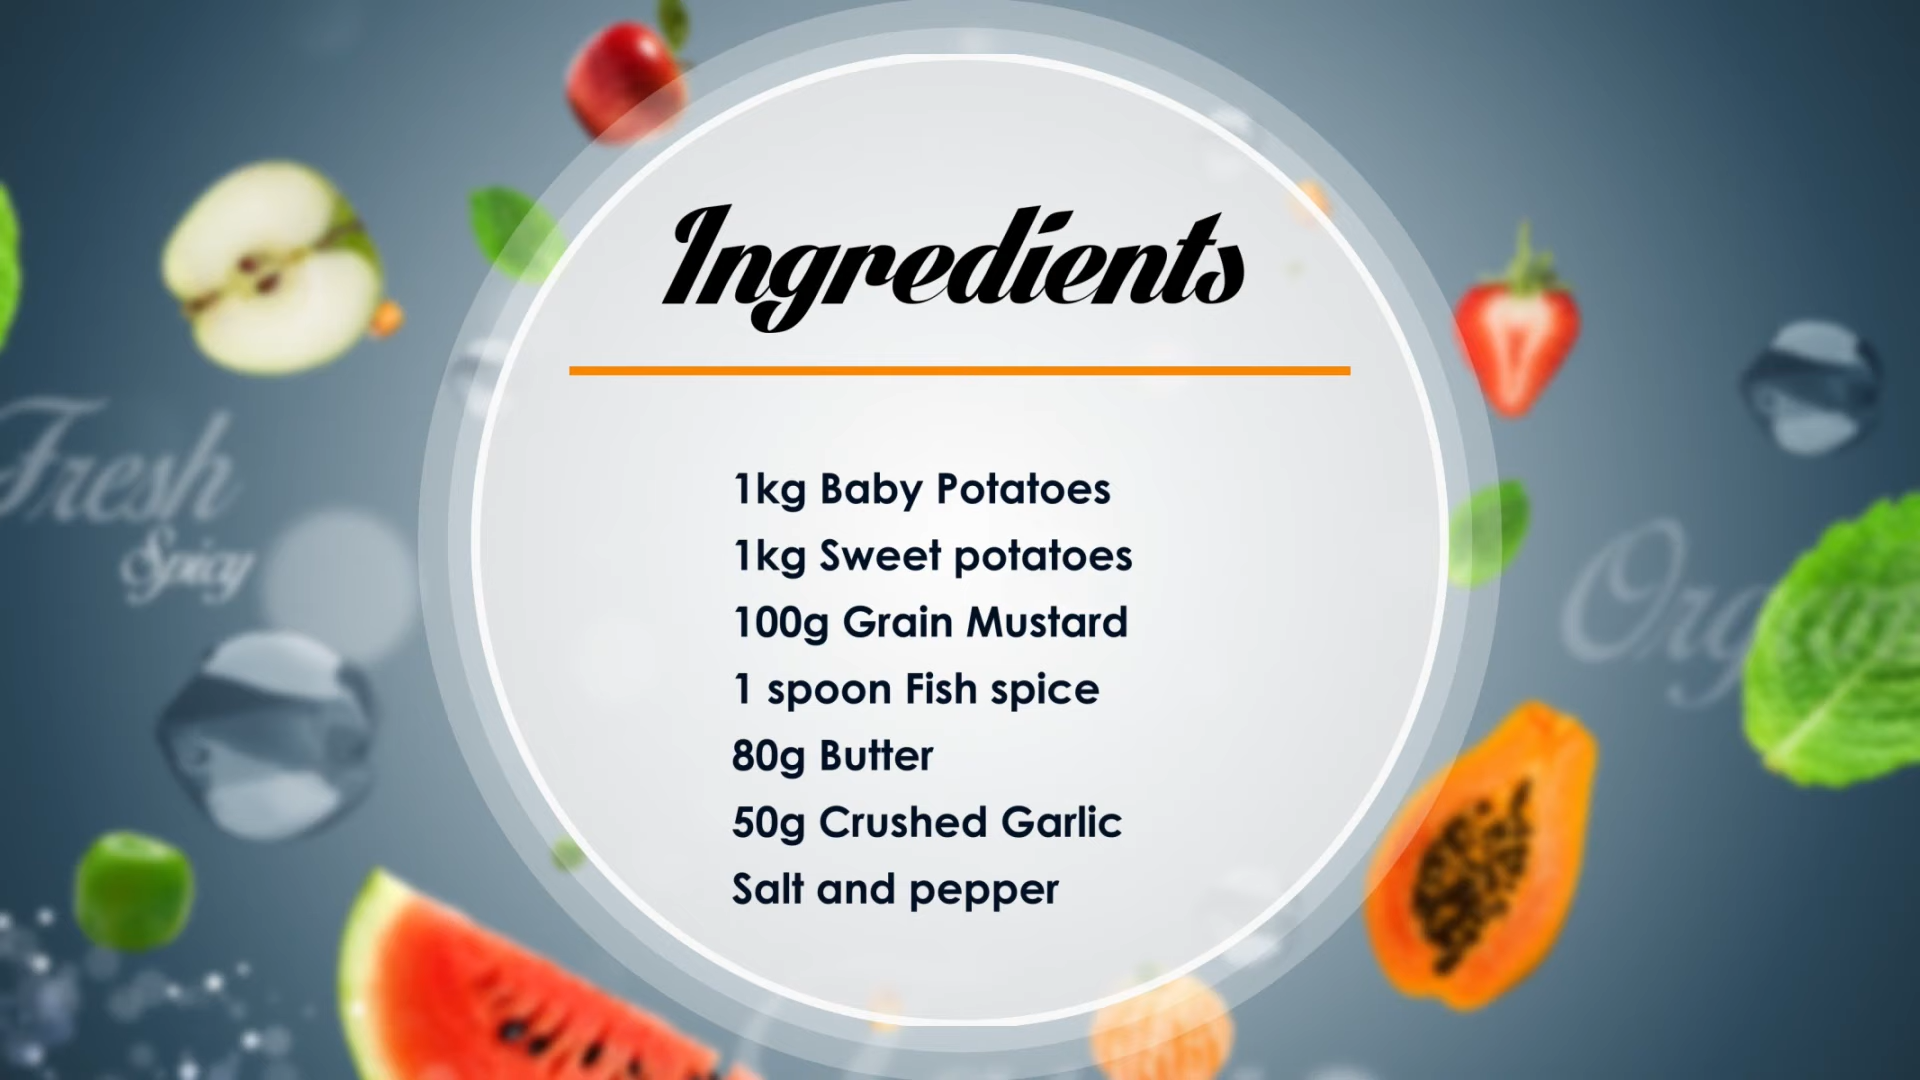 Ingredients
1kg Baby Potatoes
1kg Sweet potatoes
100g Grain Mustard
1 spoon Fish spice
80g Butter
50g Crushed Garlic
Salt and pepper
Fresh
Spicy